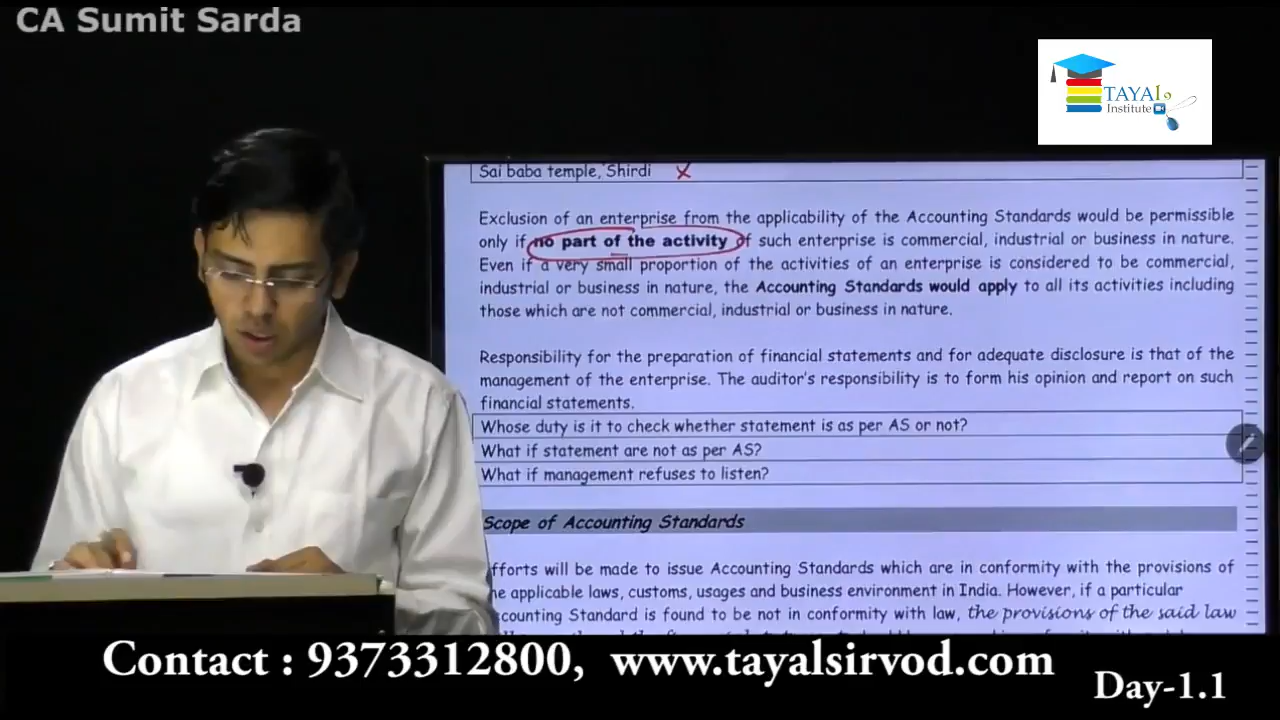 CA Sumit Sarda
TAYAl's
Institute
Sai baba temple, Shirdi X
Exclusion of an enterprise from the applicability of the Accounting Standards would be permissible
only if no part of the activity of such enterprise is commercial, industrial or business in nature.
Even if a very small proportion of the activities of an enterprise is considered to be commercial,
industrial or business in nature, the Accounting Standards would apply to all its activities including
those which are not commercial, industrial or business in nature.
Responsibility for the preparation of financial statements and for adequate disclosure is that of the
management of the enterprise. The auditor's responsibility is to form his opinion and report on such
financial statements.
Whose duty is it to check whether statement is as per AS or not?
What if statement are not as per AS?
What if management refuses to listen?
Scope of Accounting Standards
fforts will be made to issue Accounting Standards which are in conformity with the provisions of
he applicable laws, customs, usages and business environment in India. However, if a particular
ccounting Standard is found to be not in conformity with law, the provisions of the said law
Contact : 9373312800, www.tayalsirvod.com
Day-1.1